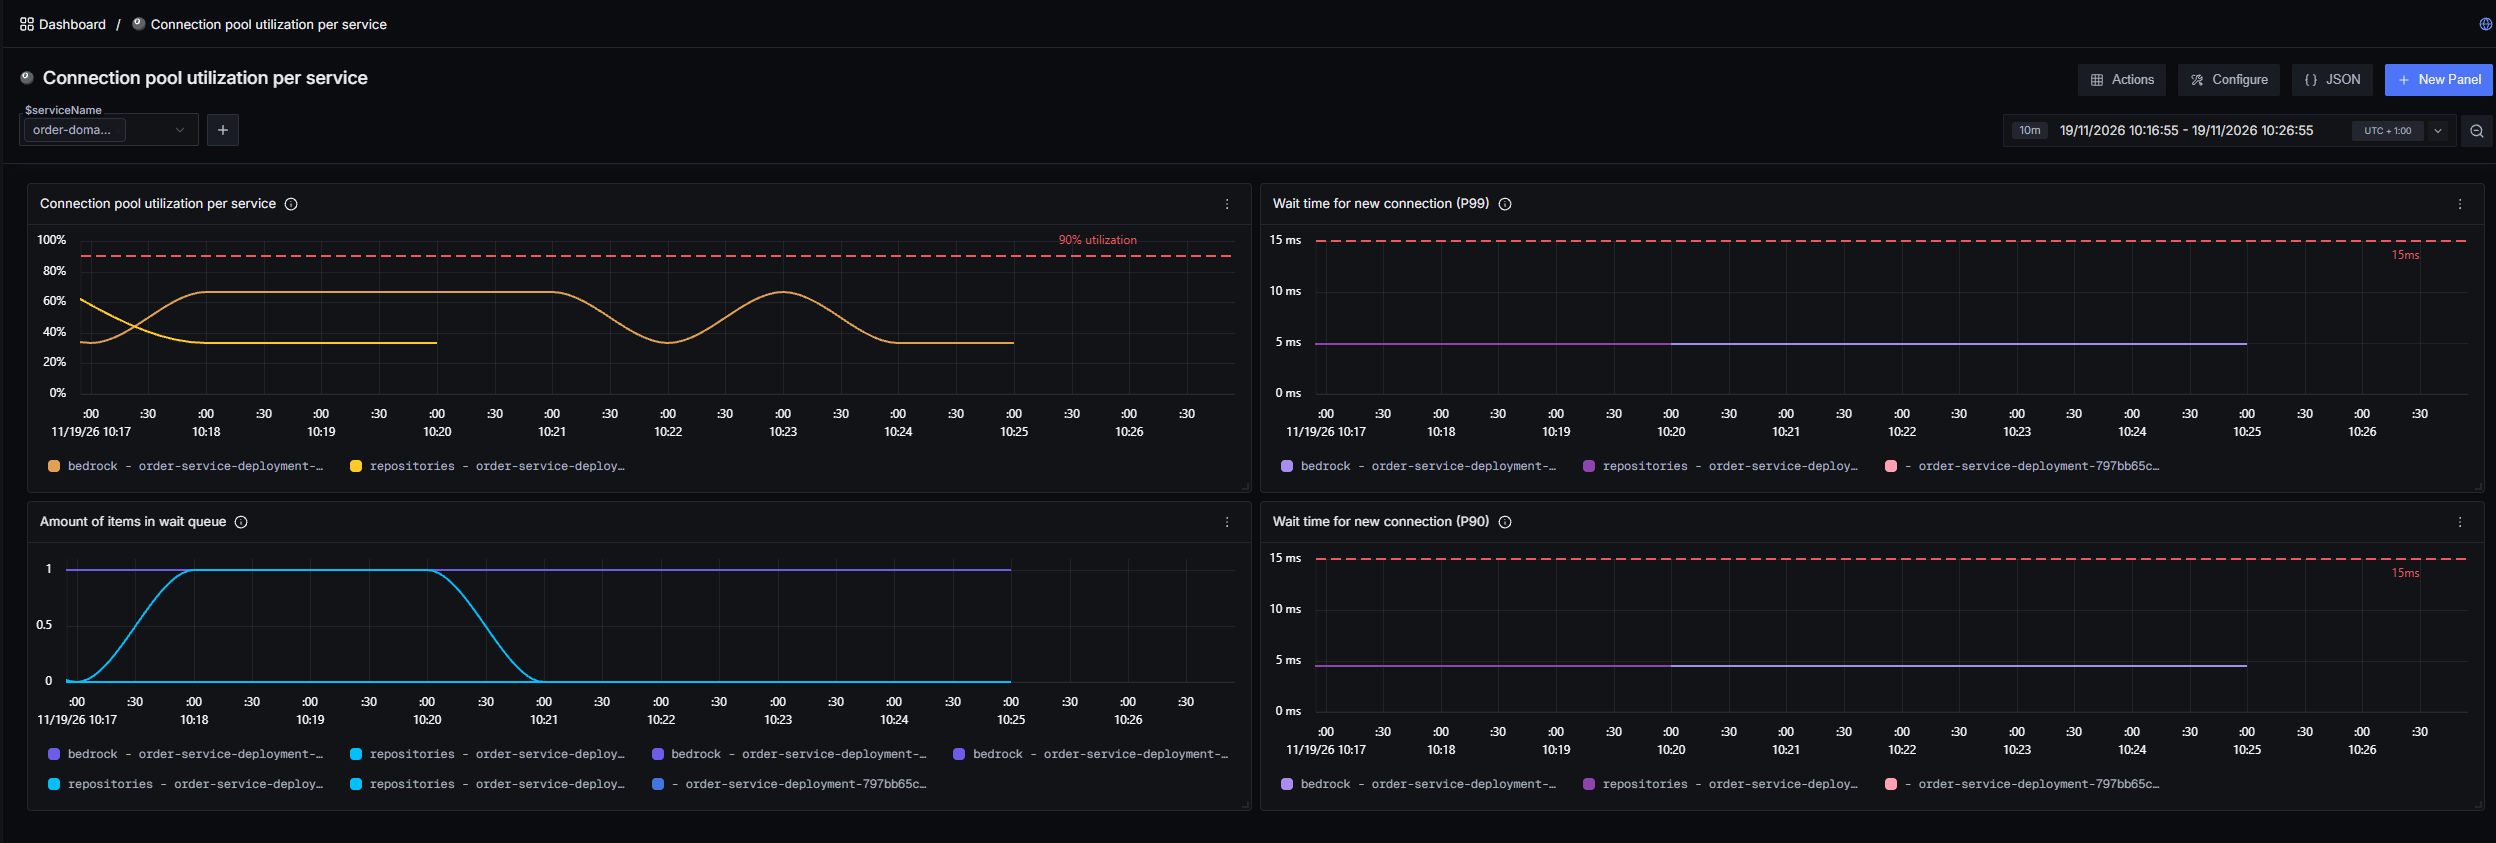 Dashboard / Connection pool utilization per service
Connection pool utilization per service
Actions Configure JSON New Panel
$serviceName
order-doma...
10m 19/11/2026 10:16:55 - 19/11/2026 10:26:55 UTC + 1:00
Connection pool utilization per service
100%
80%
60%
40%
20%
0%
90% utilization
:00 :30 :00 :30 :00 :30 :00 :30 :00 :30 :00 :30 :00 :30 :00 :30 :00 :30 :00 :30
11/19/26 10:17 10:18 10:19 10:20 10:21 10:22 10:23 10:24 10:25 10:26
bedrock - order-service-deployment-… repositories - order-service-deploy…
Wait time for new connection (P99)
15 ms
10 ms
5 ms
0 ms
15ms
:00 :30 :00 :30 :00 :30 :00 :30 :00 :30 :00 :30 :00 :30 :00 :30 :00 :30 :00 :30
11/19/26 10:17 10:18 10:19 10:20 10:21 10:22 10:23 10:24 10:25 10:26
bedrock - order-service-deployment-… repositories - order-service-deploy… - order-service-deployment-797bb65c…
Amount of items in wait queue
1
0.5
0
:00 :30 :00 :30 :00 :30 :00 :30 :00 :30 :00 :30 :00 :30 :00 :30 :00 :30 :00 :30
11/19/26 10:17 10:18 10:19 10:20 10:21 10:22 10:23 10:24 10:25 10:26
bedrock - order-service-deployment-… repositories - order-service-deploy… bedrock - order-service-deployment-… bedrock - order-service-deployment-…
repositories - order-service-deploy… repositories - order-service-deploy… - order-service-deployment-797bb65c…
Wait time for new connection (P90)
15 ms
10 ms
5 ms
0 ms
15ms
:00 :30 :00 :30 :00 :30 :00 :30 :00 :30 :00 :30 :00 :30 :00 :30 :00 :30 :00 :30
11/19/26 10:17 10:18 10:19 10:20 10:21 10:22 10:23 10:24 10:25 10:26
bedrock - order-service-deployment-… repositories - order-service-deploy… - order-service-deployment-797bb65c…